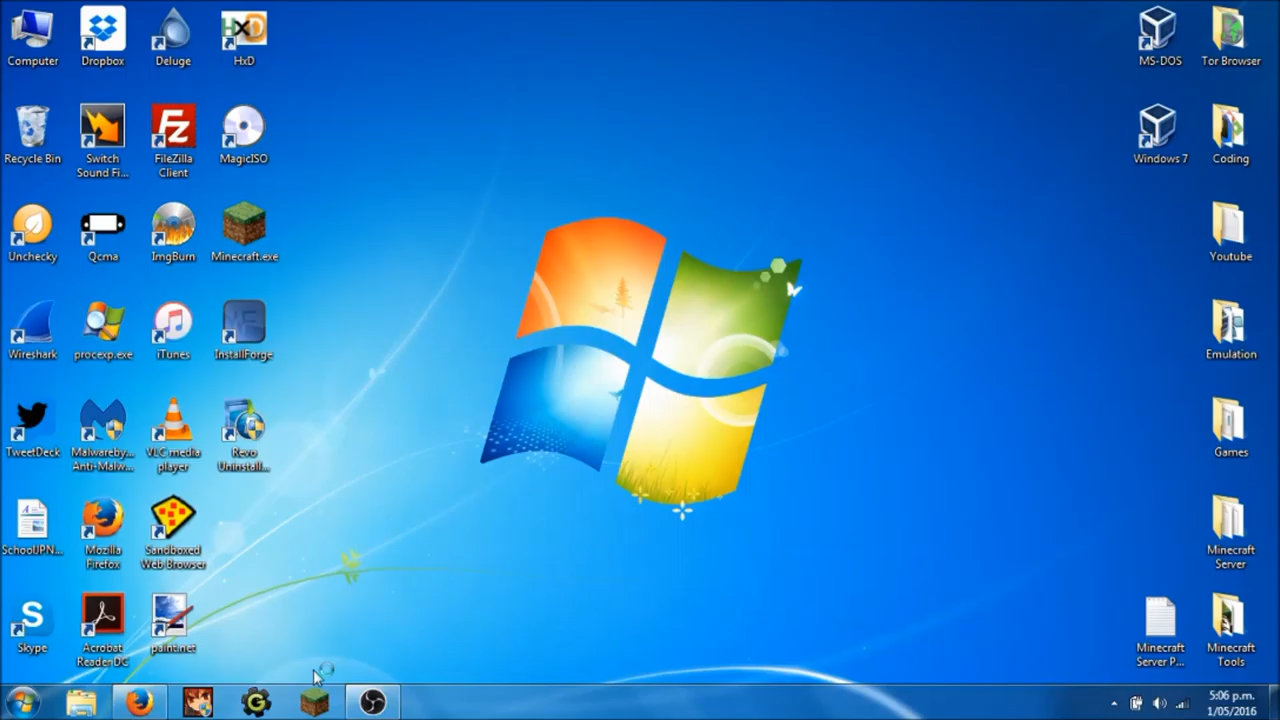 Computer
Dropbox
Deluge
HxD
MS-DOS
Tor Browser
Recycle Bin
Switch
Sound Fi...
FileZilla
Client
MagicISO
Windows 7
Coding
Unchecky
Qcma
ImgBurn
Minecraft.exe
Youtube
Wireshark
procexp.exe
iTunes
InstallForge
Emulation
TweetDeck
Malwareby...
Anti-Malw...
VLC media
player
Revo
Uninstall...
Games
SchoolJPN...
Mozilla
Firefox
Sandboxed
Web Browser
Minecraft
Server
Skype
Acrobat
Reader DC
paint.net
Minecraft
Server P...
Minecraft
Tools
5:06 p.m.
1/05/2016